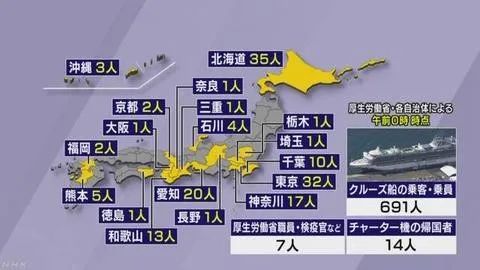 北海道 35人
沖縄 3人
奈良 1人
京都 2人
三重 1人
厚生労働省・各自治体による
午前0時 時点
大阪 1人
石川 4人
栃木 1人
福岡 2人
埼玉 1人
千葉 10人
熊本 5人
愛知 20人
東京 32人
徳島 1人
長野 1人
神奈川 17人
クルーズ船の乗客・乗員
691人
和歌山 13人
厚生労働省職員・検疫官など
7人
チャーター機の帰国者
14人
NHK